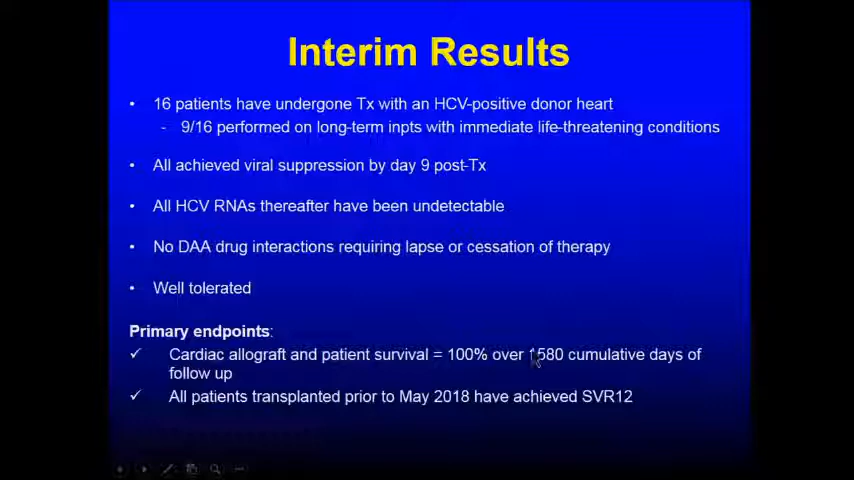 Interim Results
• 16 patients have undergone Tx with an HCV-positive donor heart
- 9/16 performed on long-term inpts with immediate life-threatening conditions
• All achieved viral suppression by day 9 post-Tx
• All HCV RNAs thereafter have been undetectable
• No DAA drug interactions requiring lapse or cessation of therapy
• Well tolerated
Primary endpoints:
✓ Cardiac allograft and patient survival = 100% over 1580 cumulative days of
follow up
✓ All patients transplanted prior to May 2018 have achieved SVR12